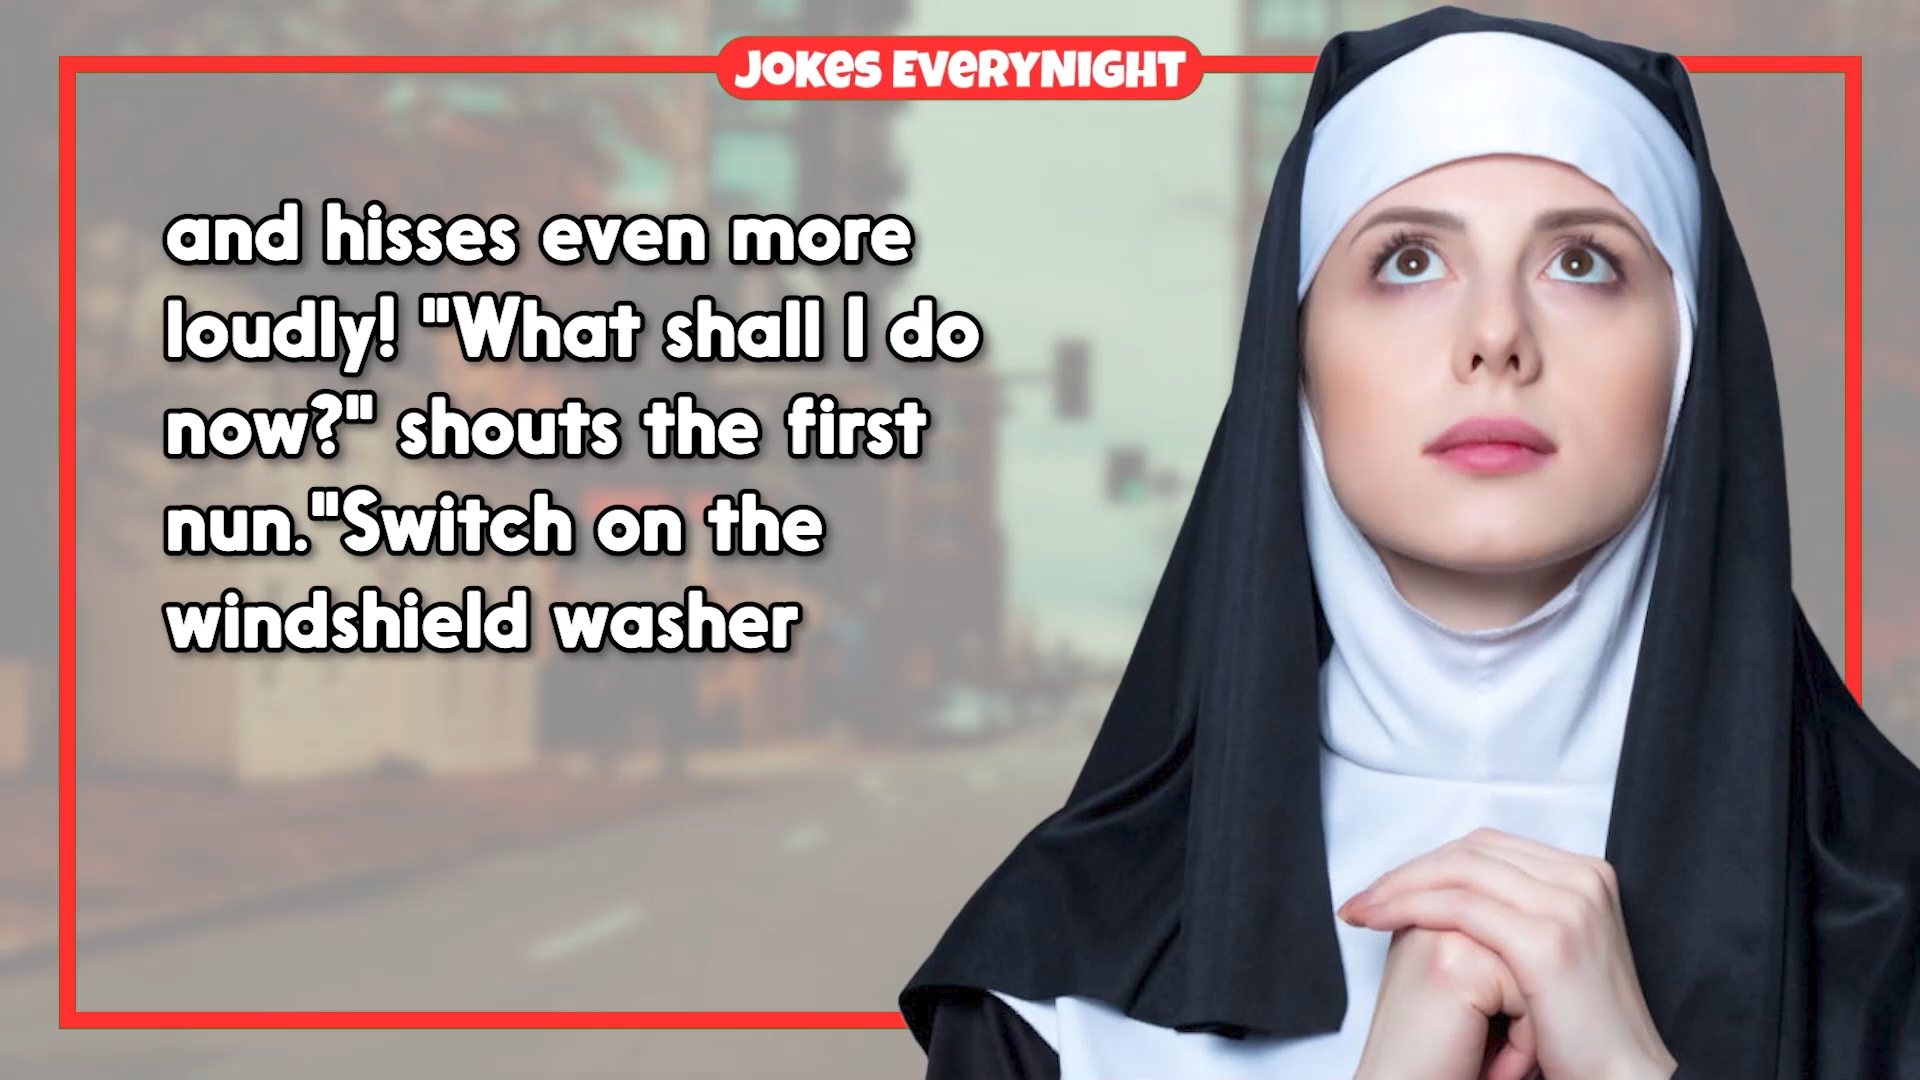 JOKES EVERYNIGHT
and hisses even more
loudly! "What shall I do
now?" shouts the first
nun."Switch on the
windshield washer